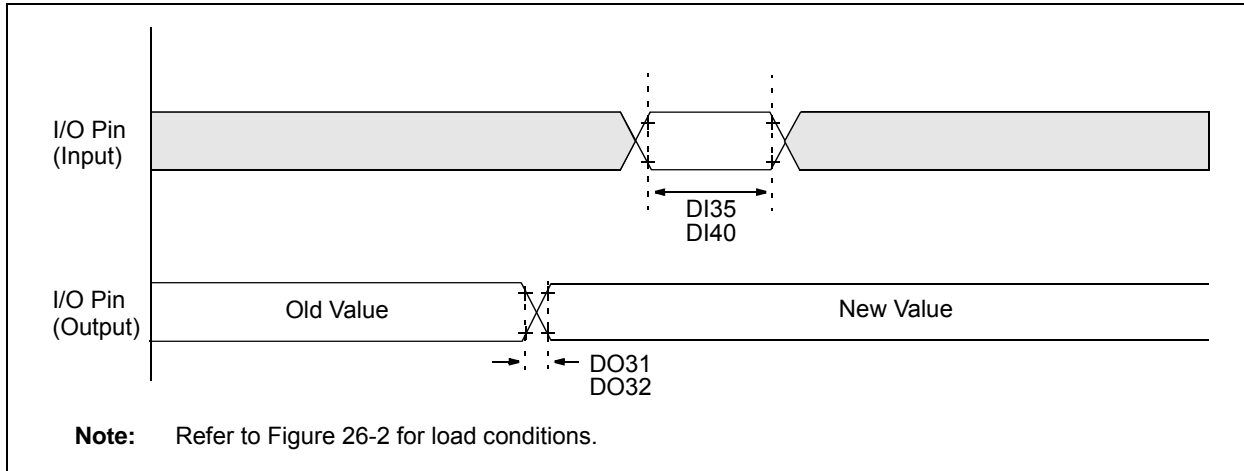 I/O Pin
(Input)
DI35
DI40
I/O Pin
(Output)
Old Value
New Value
DO31
DO32
Note: Refer to Figure 26-2 for load conditions.